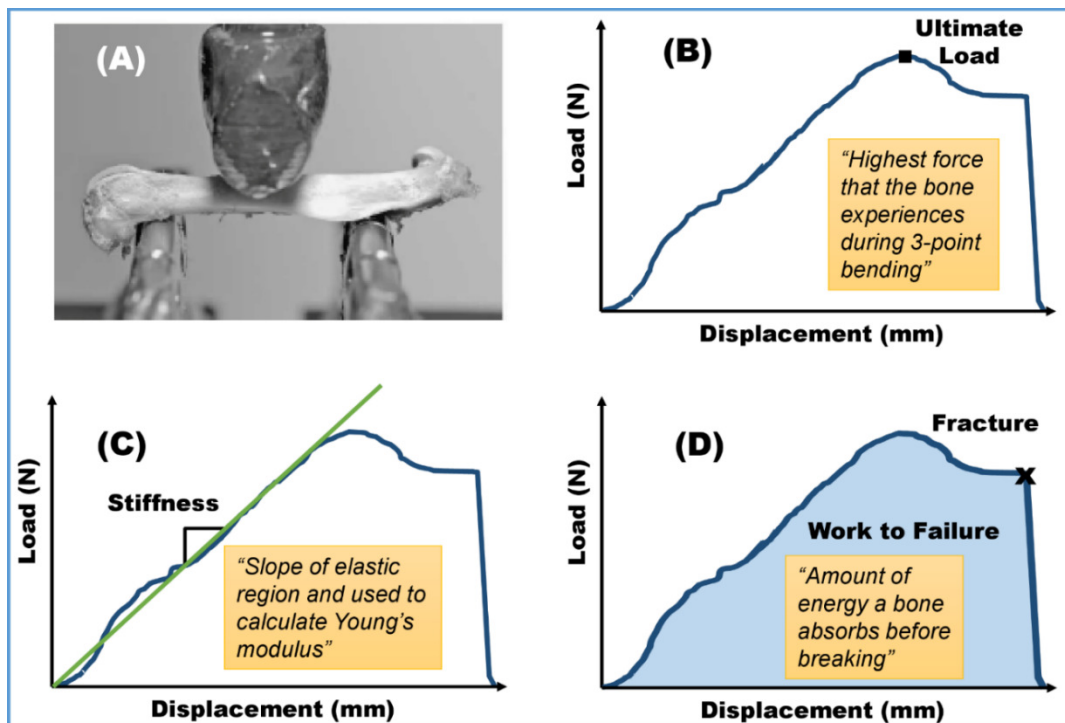 (A)
(B)
Ultimate
Load
Load (N)
“Highest force
that the bone
experiences
during 3-point
bending”
Displacement (mm)
(C)
Load (N)
Stiffness
“Slope of elastic
region and used to
calculate Young’s
modulus”
Displacement (mm)
(D)
Load (N)
Fracture
X
Work to Failure
“Amount of
energy a bone
absorbs before
breaking”
Displacement (mm)